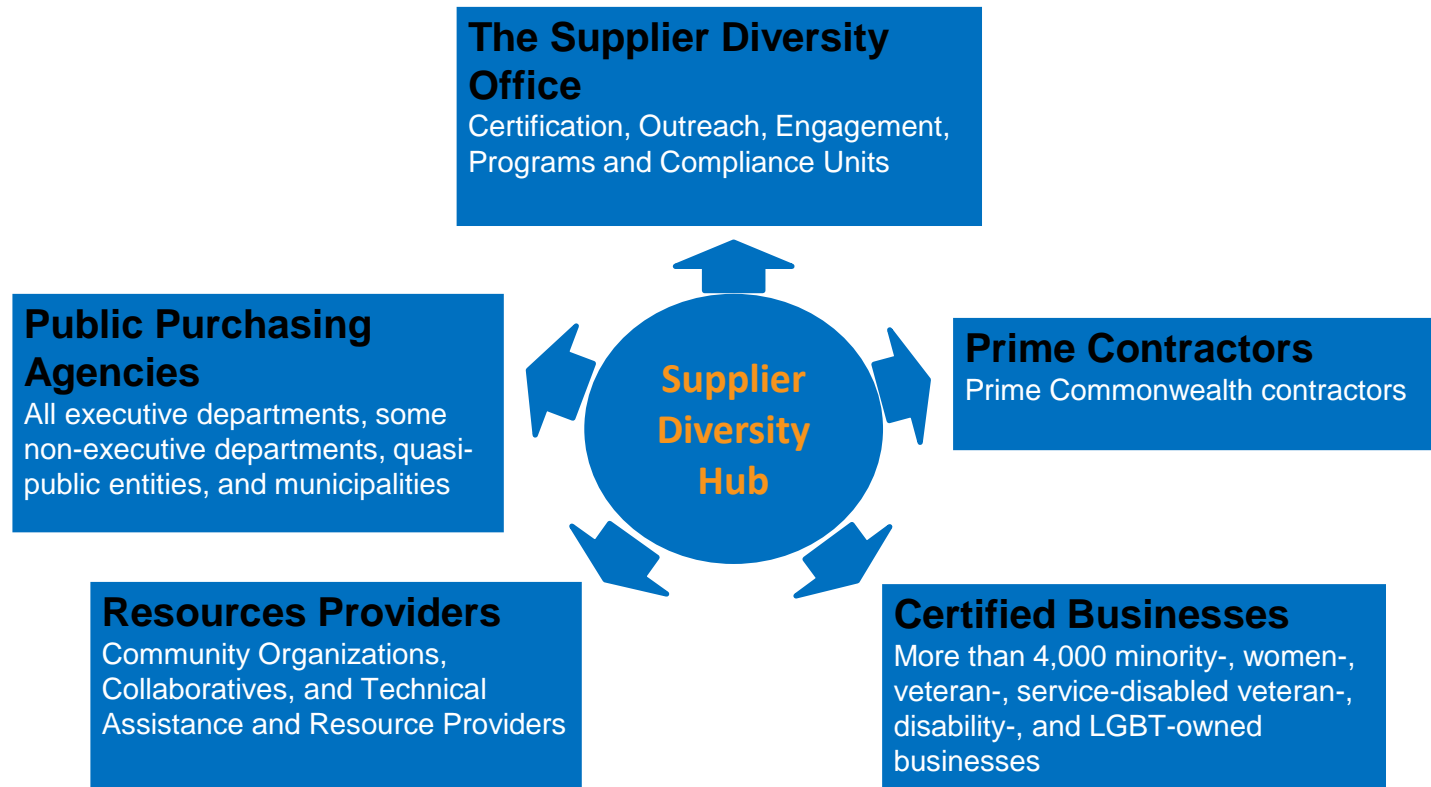 The Supplier Diversity
Office
Certification, Outreach, Engagement,
Programs and Compliance Units
Public Purchasing
Agencies
All executive departments, some
non-executive departments, quasi-
public entities, and municipalities
Supplier
Diversity
Hub
Prime Contractors
Prime Commonwealth contractors
Resources Providers
Community Organizations,
Collaboratives, and Technical
Assistance and Resource Providers
Certified Businesses
More than 4,000 minority-, women-,
veteran-, service-disabled veteran-,
disability-, and LGBT-owned
businesses